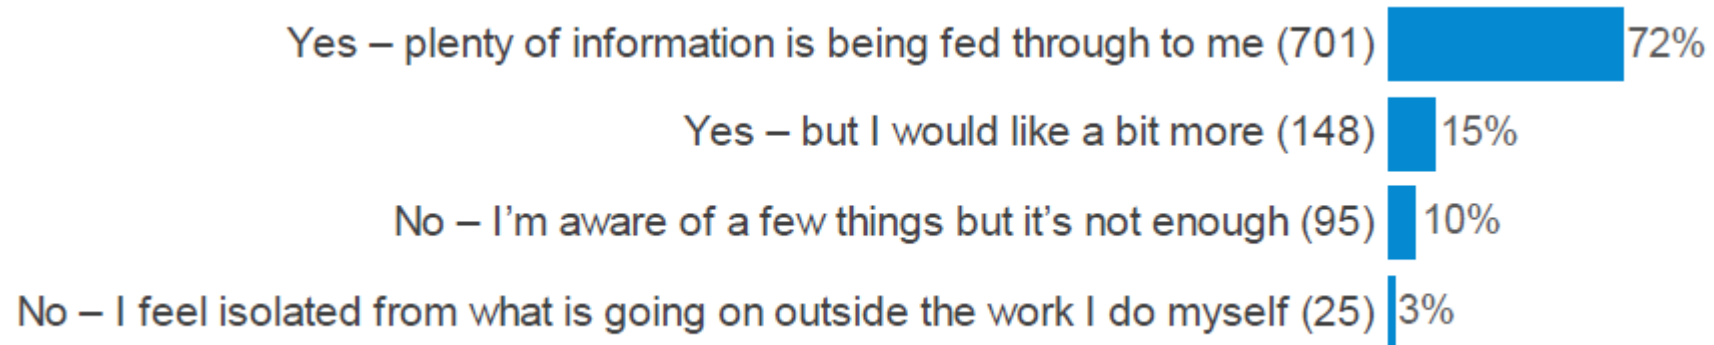 Yes – plenty of information is being fed through to me (701) 72%
Yes – but I would like a bit more (148) 15%
No – I’m aware of a few things but it’s not enough (95) 10%
No – I feel isolated from what is going on outside the work I do myself (25) 3%